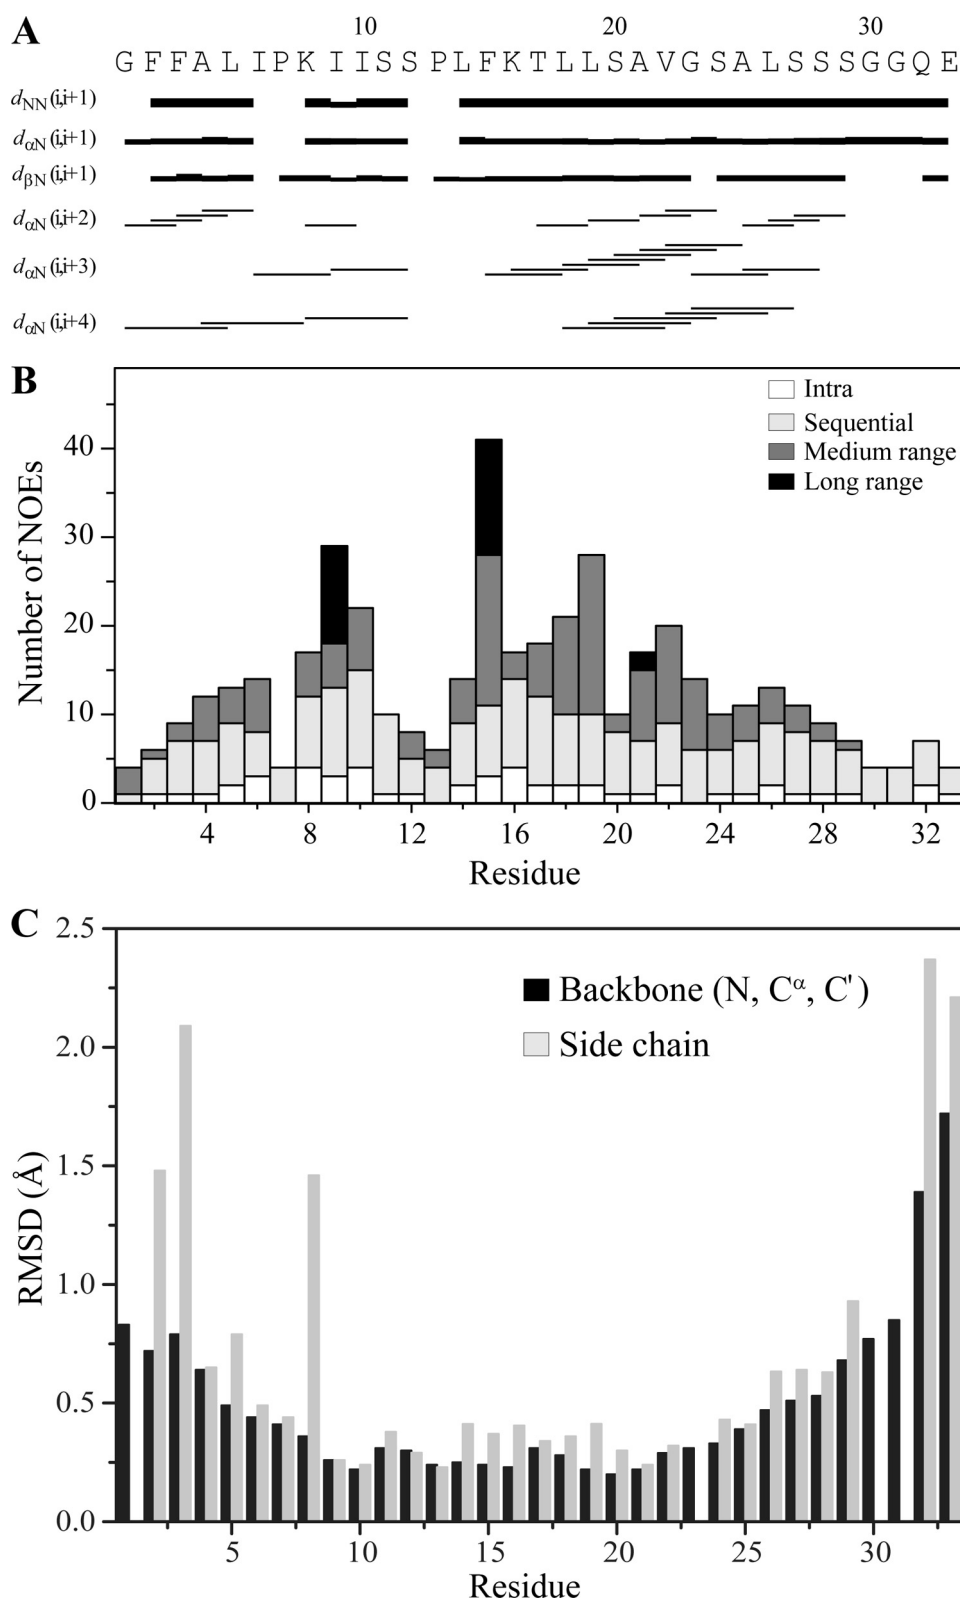 A
10 20 30
G F F A L I P K I I S S P L F K T L L S A V G S A L S S S G G Q E
dNN(i,i+1)
dαN(i,i+1)
dβN(i,i+1)
dαN(i,i+2)
dαN(i,i+3)
dαN(i,i+4)
B
Number of NOEs
40
30
20
10
0
Intra
Sequential
Medium range
Long range
4 8 12 16 20 24 28 32
Residue
C
RMSD (Å)
2.5
2.0
1.5
1.0
0.5
0.0
Backbone (N, Cα, C')
Side chain
5 10 15 20 25 30
Residue